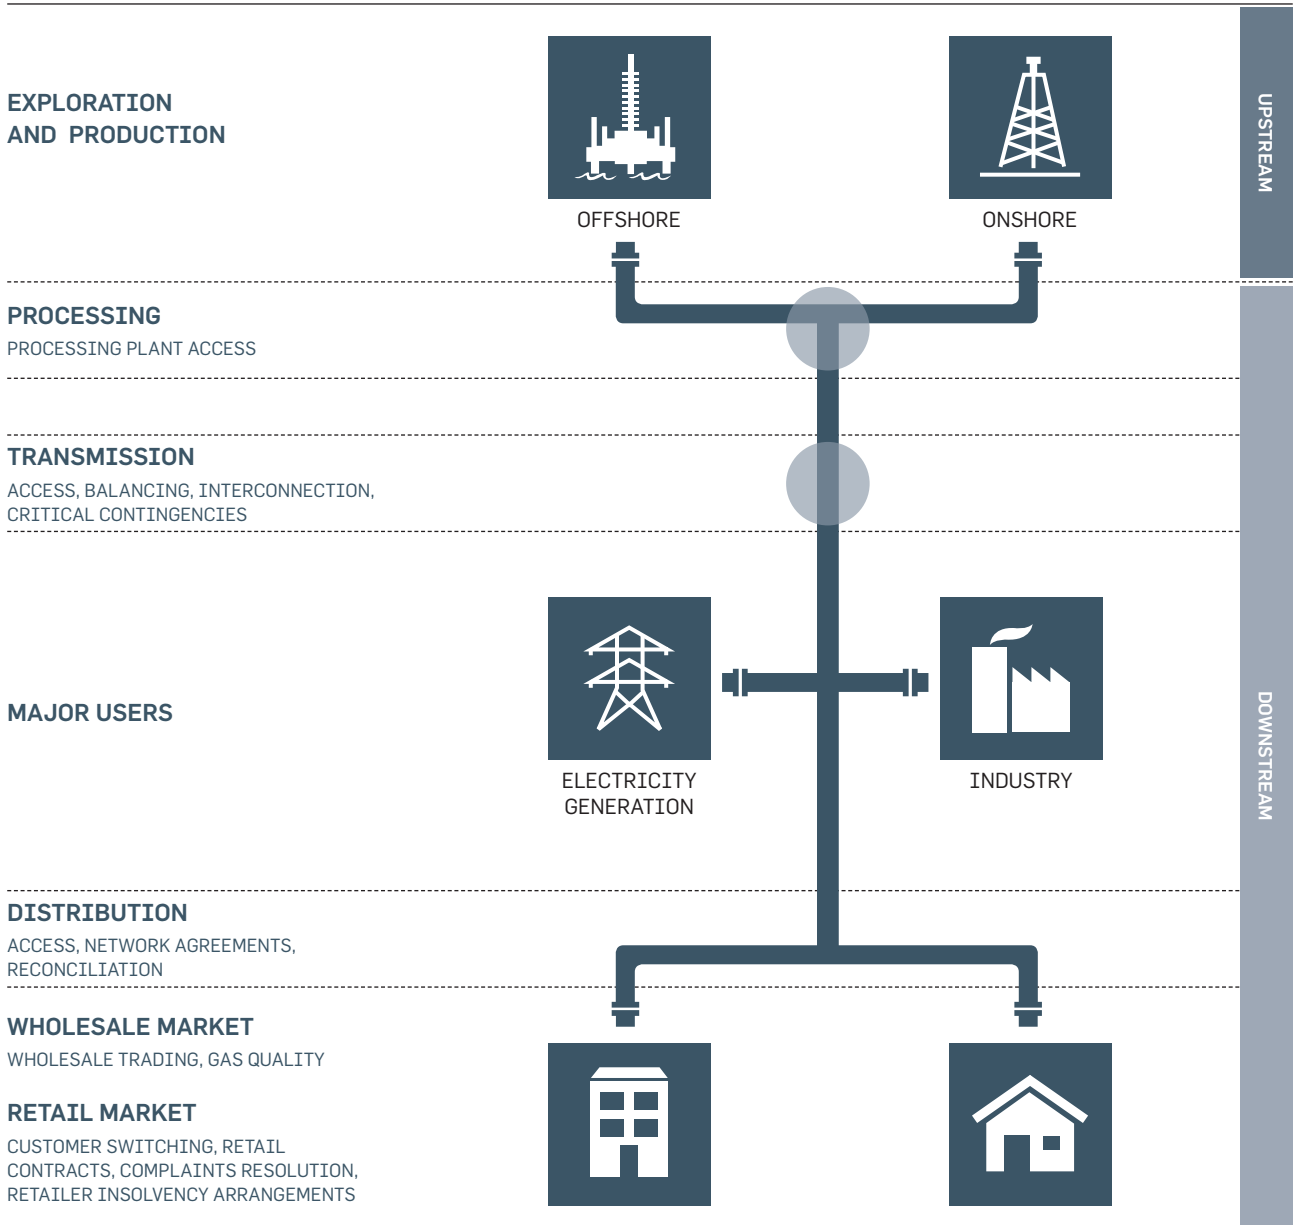 EXPLORATION
AND PRODUCTION
OFFSHORE
ONSHORE
UPSTREAM
PROCESSING
PROCESSING PLANT ACCESS
TRANSMISSION
ACCESS, BALANCING, INTERCONNECTION,
CRITICAL CONTINGENCIES
MAJOR USERS
ELECTRICITY
GENERATION
INDUSTRY
DOWNSTREAM
DISTRIBUTION
ACCESS, NETWORK AGREEMENTS,
RECONCILIATION
WHOLESALE MARKET
WHOLESALE TRADING, GAS QUALITY
RETAIL MARKET
CUSTOMER SWITCHING, RETAIL
CONTRACTS, COMPLAINTS RESOLUTION,
RETAILER INSOLVENCY ARRANGEMENTS